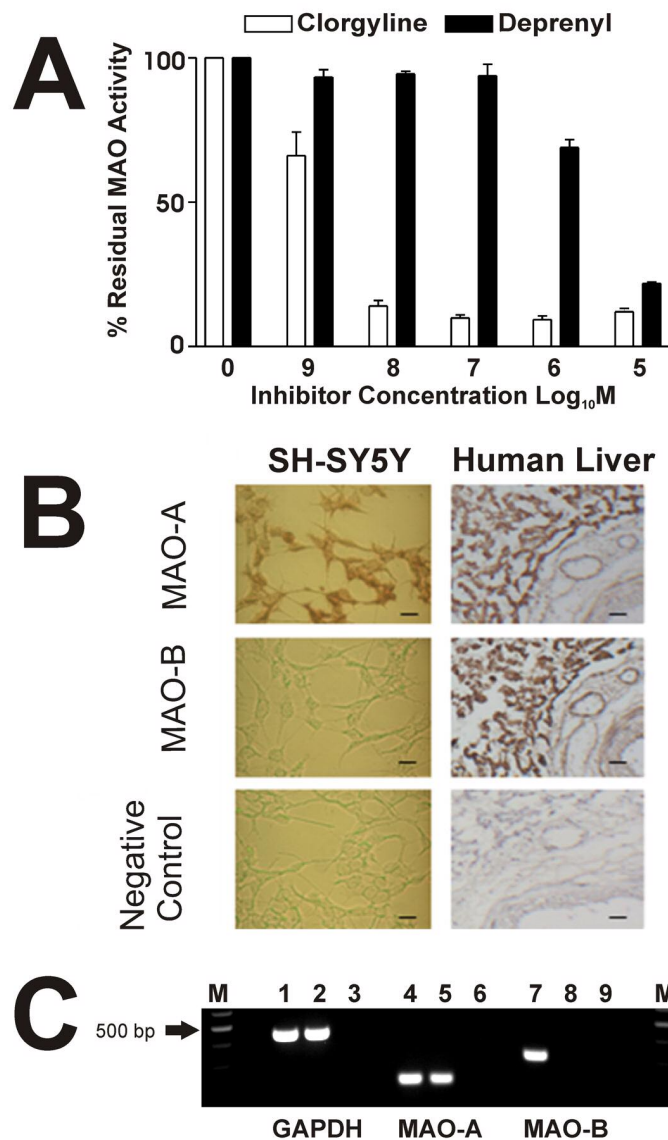 A
Clorgyline Deprenyl
% Residual MAO Activity
100
50
0
0 9 8 7 6 5
Inhibitor Concentration Log₁₀M
B
SH-SY5Y Human Liver
MAO-A
MAO-B
Negative
Control
C
M 1 2 3 4 5 6 7 8 9 M
500 bp
GAPDH MAO-A MAO-B